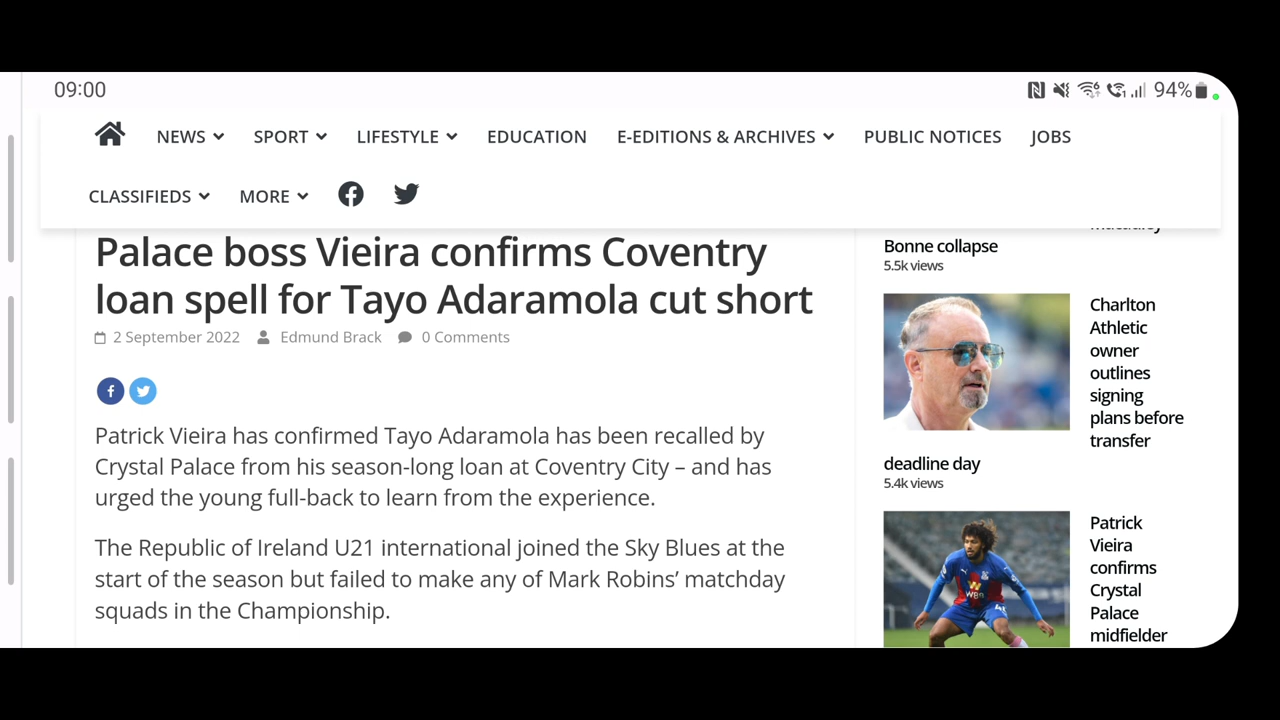 09:00
94%
NEWS SPORT LIFESTYLE EDUCATION E-EDITIONS & ARCHIVES PUBLIC NOTICES JOBS
CLASSIFIEDS MORE
Palace boss Vieira confirms Coventry
loan spell for Tayo Adaramola cut short
2 September 2022 Edmund Brack 0 Comments
Patrick Vieira has confirmed Tayo Adaramola has been recalled by
Crystal Palace from his season-long loan at Coventry City – and has
urged the young full-back to learn from the experience.
The Republic of Ireland U21 international joined the Sky Blues at the
start of the season but failed to make any of Mark Robins’ matchday
squads in the Championship.
Bonne collapse
5.5k views
Charlton
Athletic
owner
outlines
signing
plans before
transfer
deadline day
5.4k views
Patrick
Vieira
confirms
Crystal
Palace
midfielder